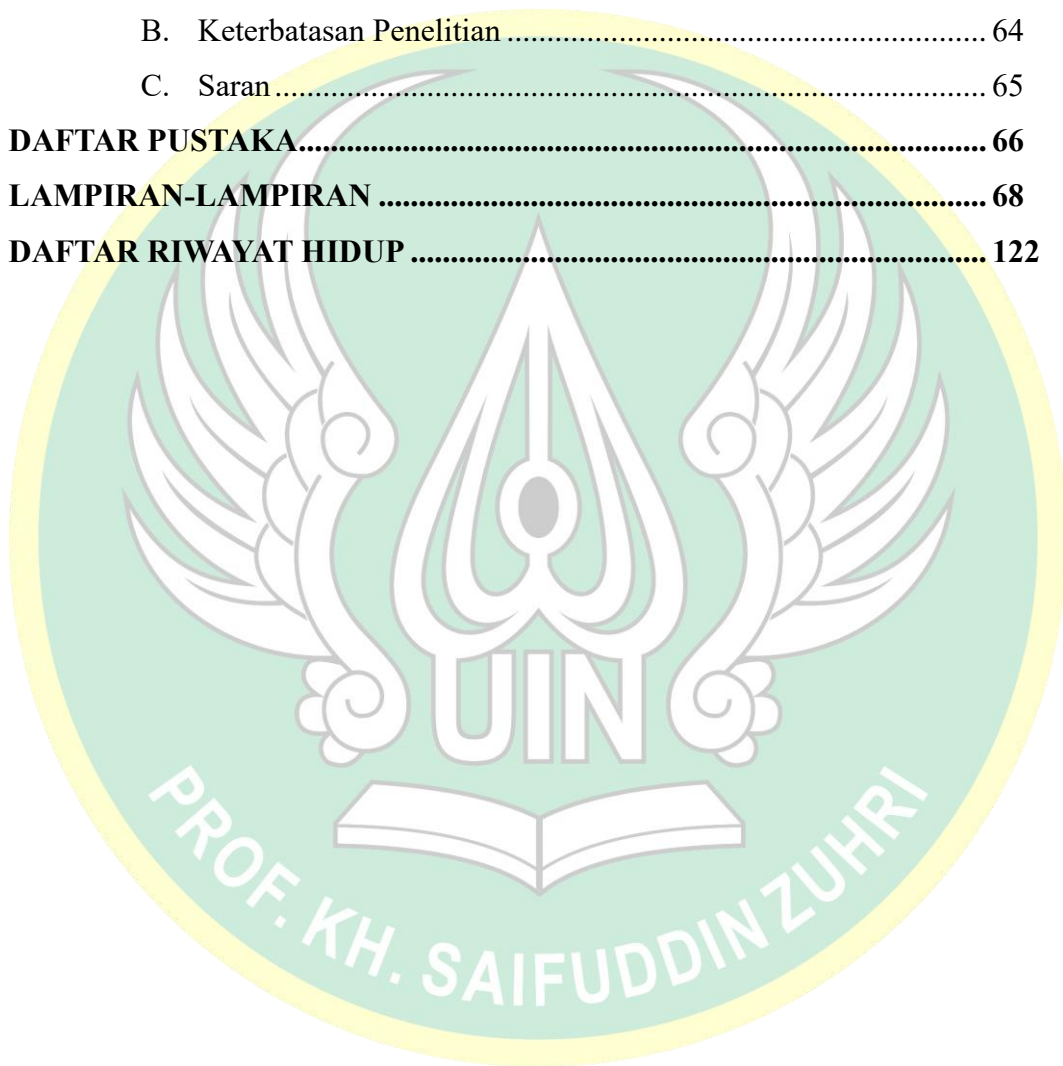 B. Keterbatasan Penelitian ............................................................. 64
C. Saran ........................................................................................... 65
DAFTAR PUSTAKA........................................................................................ 66
LAMPIRAN-LAMPIRAN .............................................................................. 68
DAFTAR RIWAYAT HIDUP .......................................................................... 122
UIN
PROF. KH. SAIFUDDIN ZUHRI